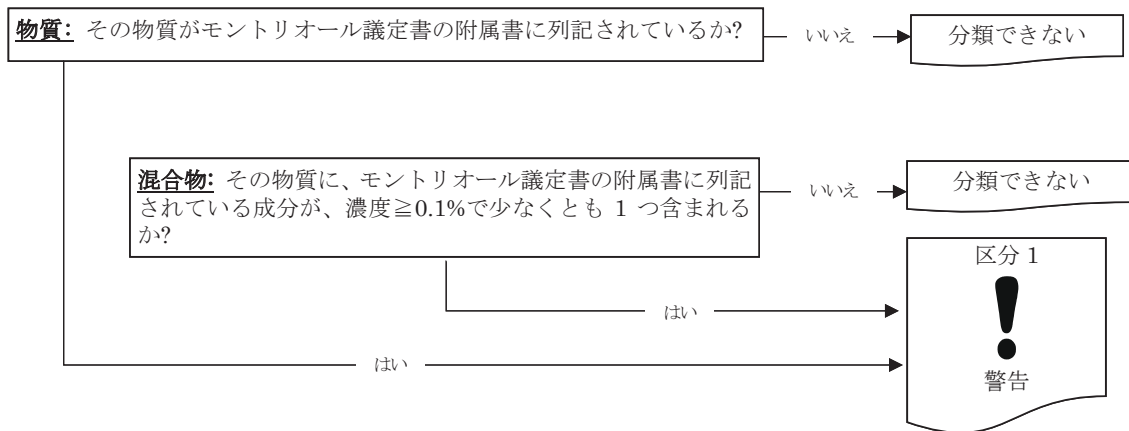 物質: その物質がモントリオール議定書の附属書に列記されているか?
いいえ
分類できない
混合物: その物質に、モントリオール議定書の附属書に列記
されている成分が、濃度≧0.1%で少なくとも 1 つ含まれる
か?
いいえ
分類できない
区分 1
はい
はい
警告